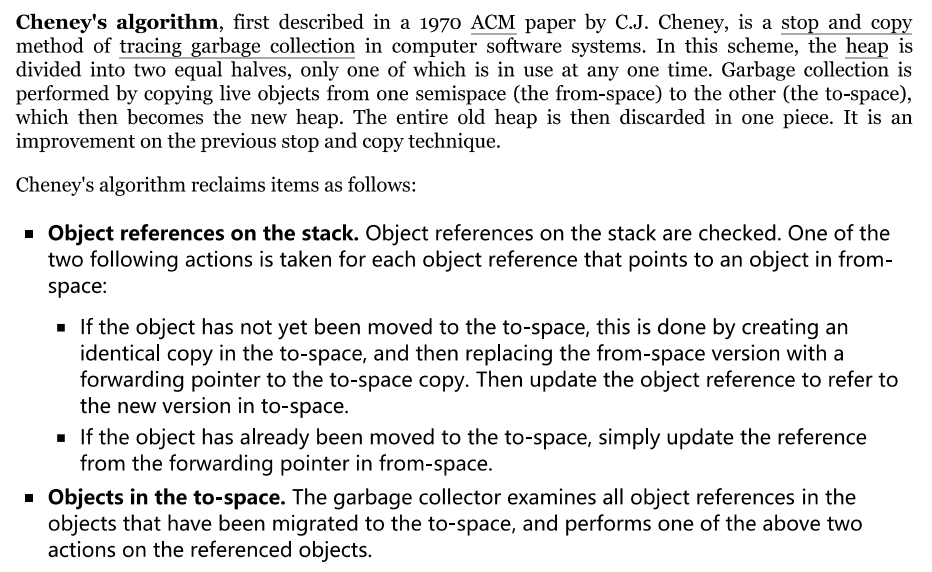 Cheney's algorithm, first described in a 1970 ACM paper by C.J. Cheney, is a stop and copy
method of tracing garbage collection in computer software systems. In this scheme, the heap is
divided into two equal halves, only one of which is in use at any one time. Garbage collection is
performed by copying live objects from one semispace (the from-space) to the other (the to-space),
which then becomes the new heap. The entire old heap is then discarded in one piece. It is an
improvement on the previous stop and copy technique.
Cheney's algorithm reclaims items as follows:
▪ Object references on the stack. Object references on the stack are checked. One of the
two following actions is taken for each object reference that points to an object in from-
space:
▪ If the object has not yet been moved to the to-space, this is done by creating an
identical copy in the to-space, and then replacing the from-space version with a
forwarding pointer to the to-space copy. Then update the object reference to refer to
the new version in to-space.
▪ If the object has already been moved to the to-space, simply update the reference
from the forwarding pointer in from-space.
▪ Objects in the to-space. The garbage collector examines all object references in the
objects that have been migrated to the to-space, and performs one of the above two
actions on the referenced objects.